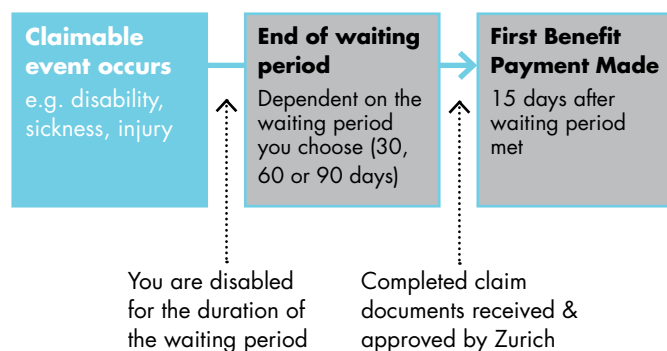 Claimable
event occurs
e.g. disability,
sickness, injury
End of waiting
period
Dependent on the
waiting period
you choose (30,
60 or 90 days)
First Benefit
Payment Made
15 days after
waiting period
met
You are disabled
for the duration of
the waiting period
Completed claim
documents received &
approved by Zurich